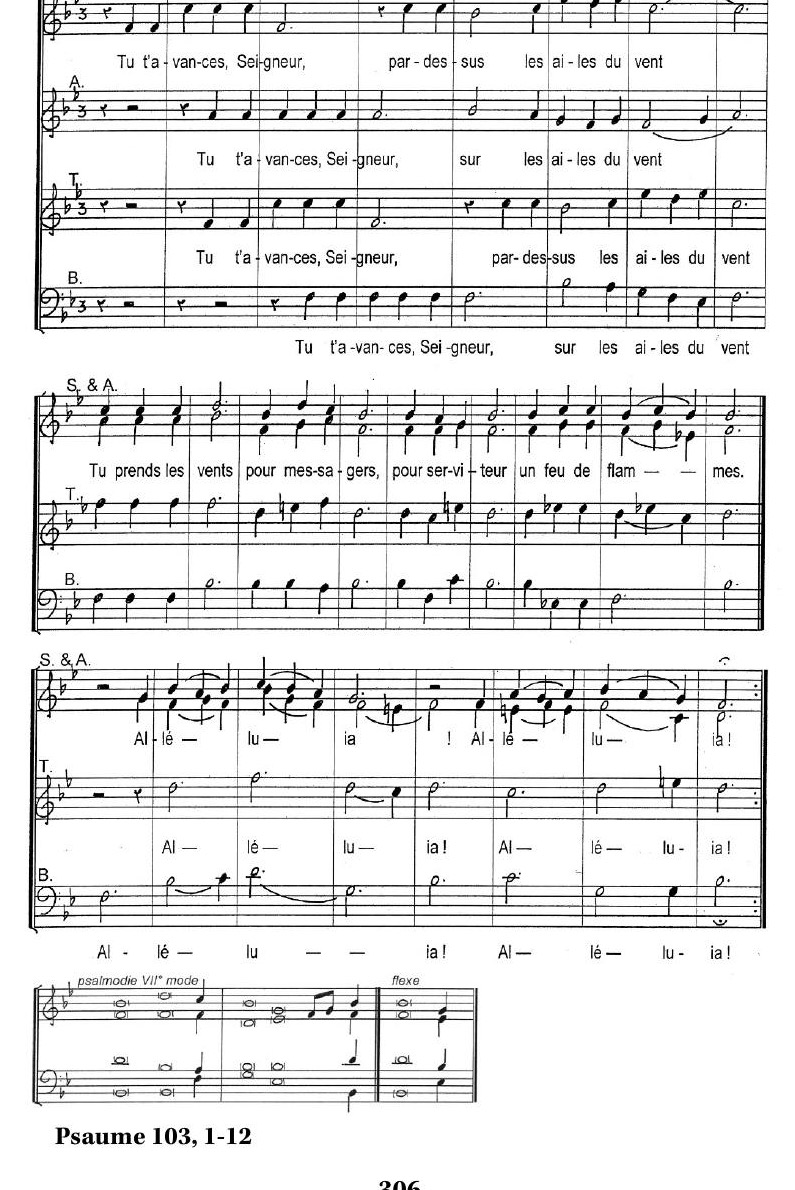 Tu t'a - van-ces, Sei-gneur, par - des - sus les ai - les du vent
A.
Tu t'a - van-ces, Sei -gneur, sur les ai - les du vent
T.
Tu t'a - van-ces, Sei -gneur, par-des-sus les ai - les du vent
B.
Tu t'a -van- ces, Sei -gneur, sur les ai - les du vent
S. & A.
Tu prends les vents pour mes-sa - gers, pour ser-vi - teur un feu de flam — — mes.
T.
B.
S. & A.
Al - lé — lu — ia ! Al - lé — lu — ia !
T.
Al — lé — lu — ia ! Al — lé — lu - ia !
B.
Al - lé — lu — — ia ! Al — lé — lu - ia !
psalmodie VII° mode flexe
Psaume 103, 1-12
306